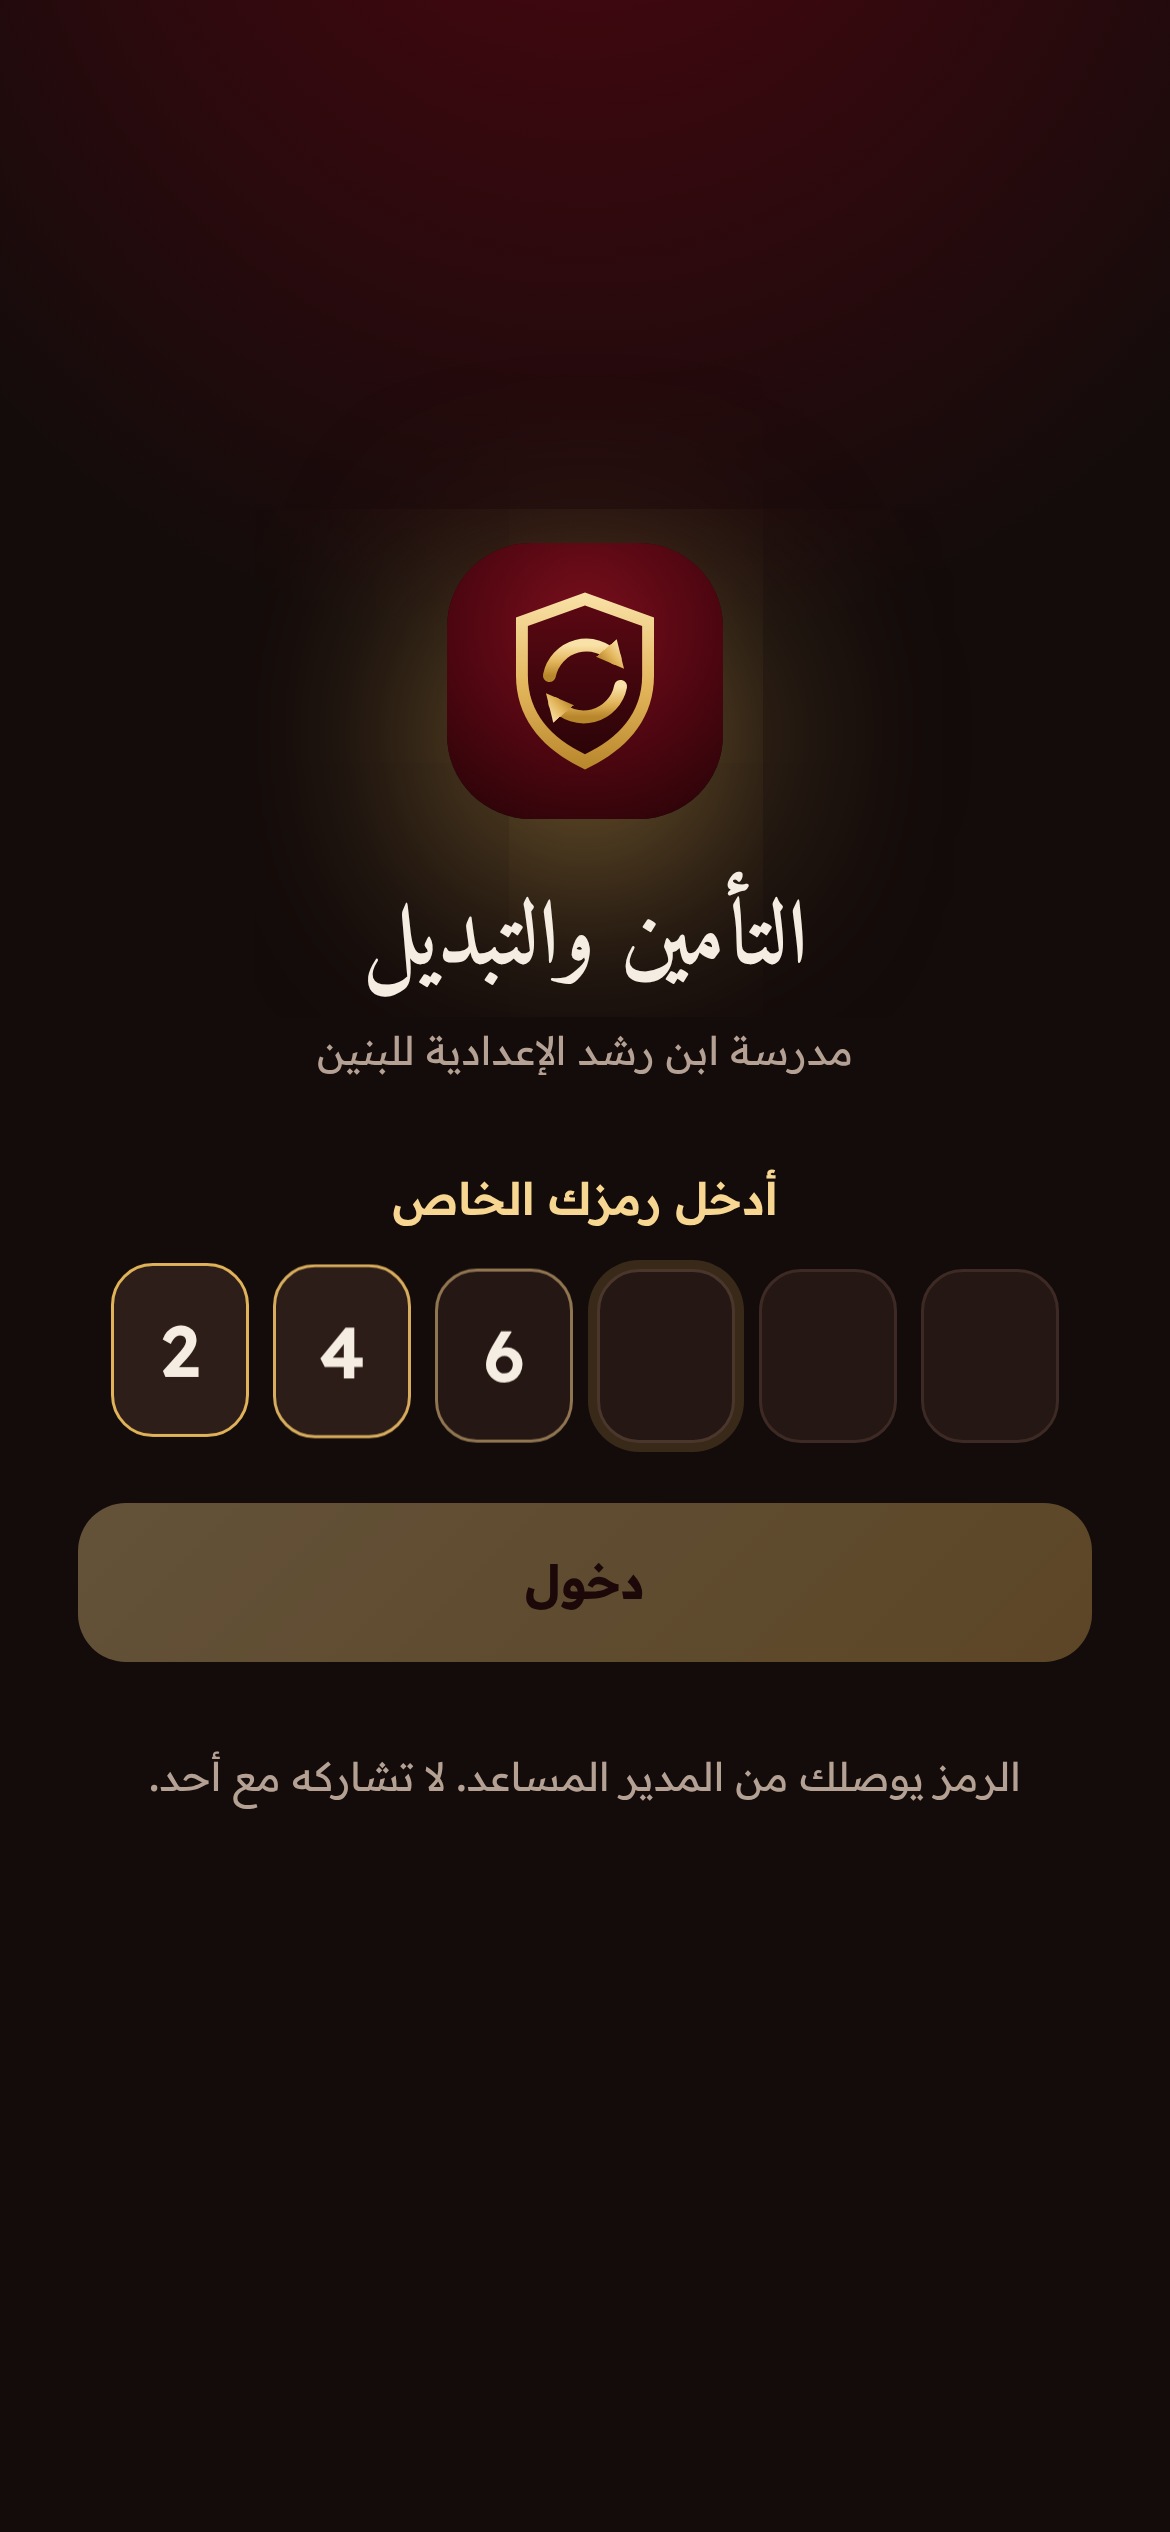 التأمين والتبديل
مدرسة ابن رشد الإعدادية للبنين
أدخل رمزك الخاص
2 4 6
دخول
الرمز يوصلك من المدير المساعد. لا تشاركه مع أحد.